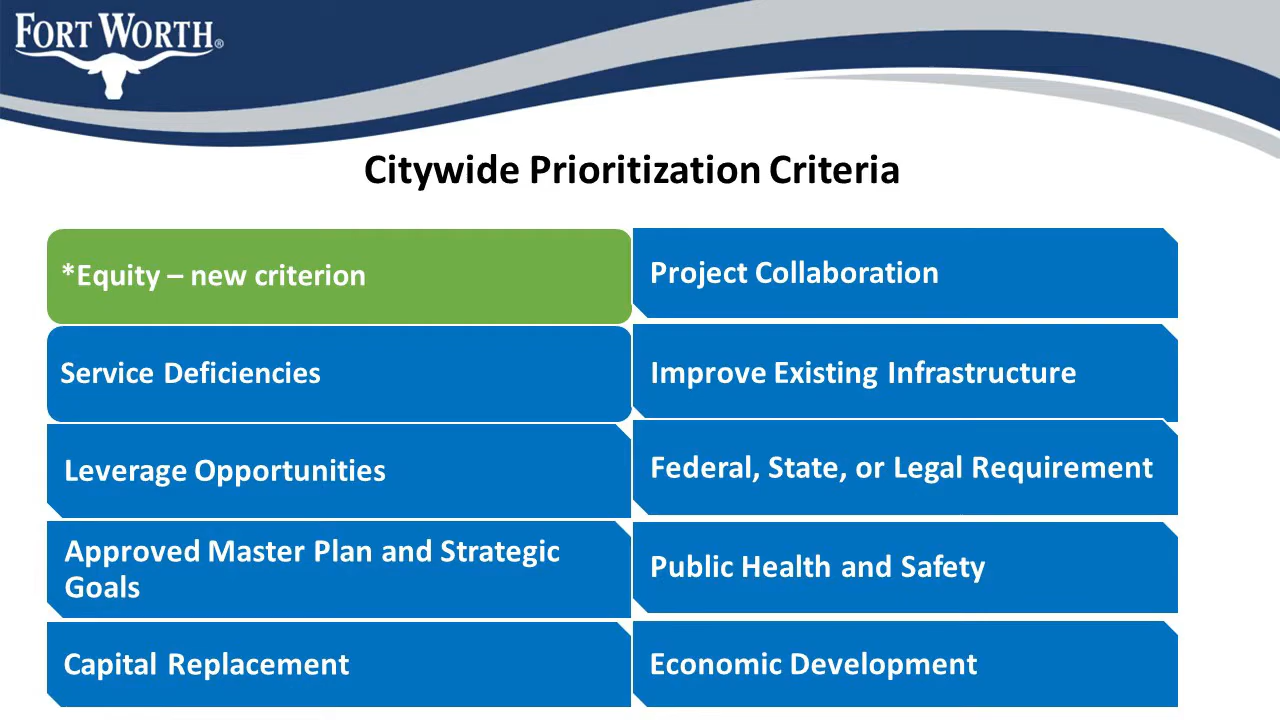 FORT WORTH®
Citywide Prioritization Criteria
*Equity – new criterion
Service Deficiencies
Leverage Opportunities
Approved Master Plan and Strategic
Goals
Capital Replacement
Project Collaboration
Improve Existing Infrastructure
Federal, State, or Legal Requirement
Public Health and Safety
Economic Development